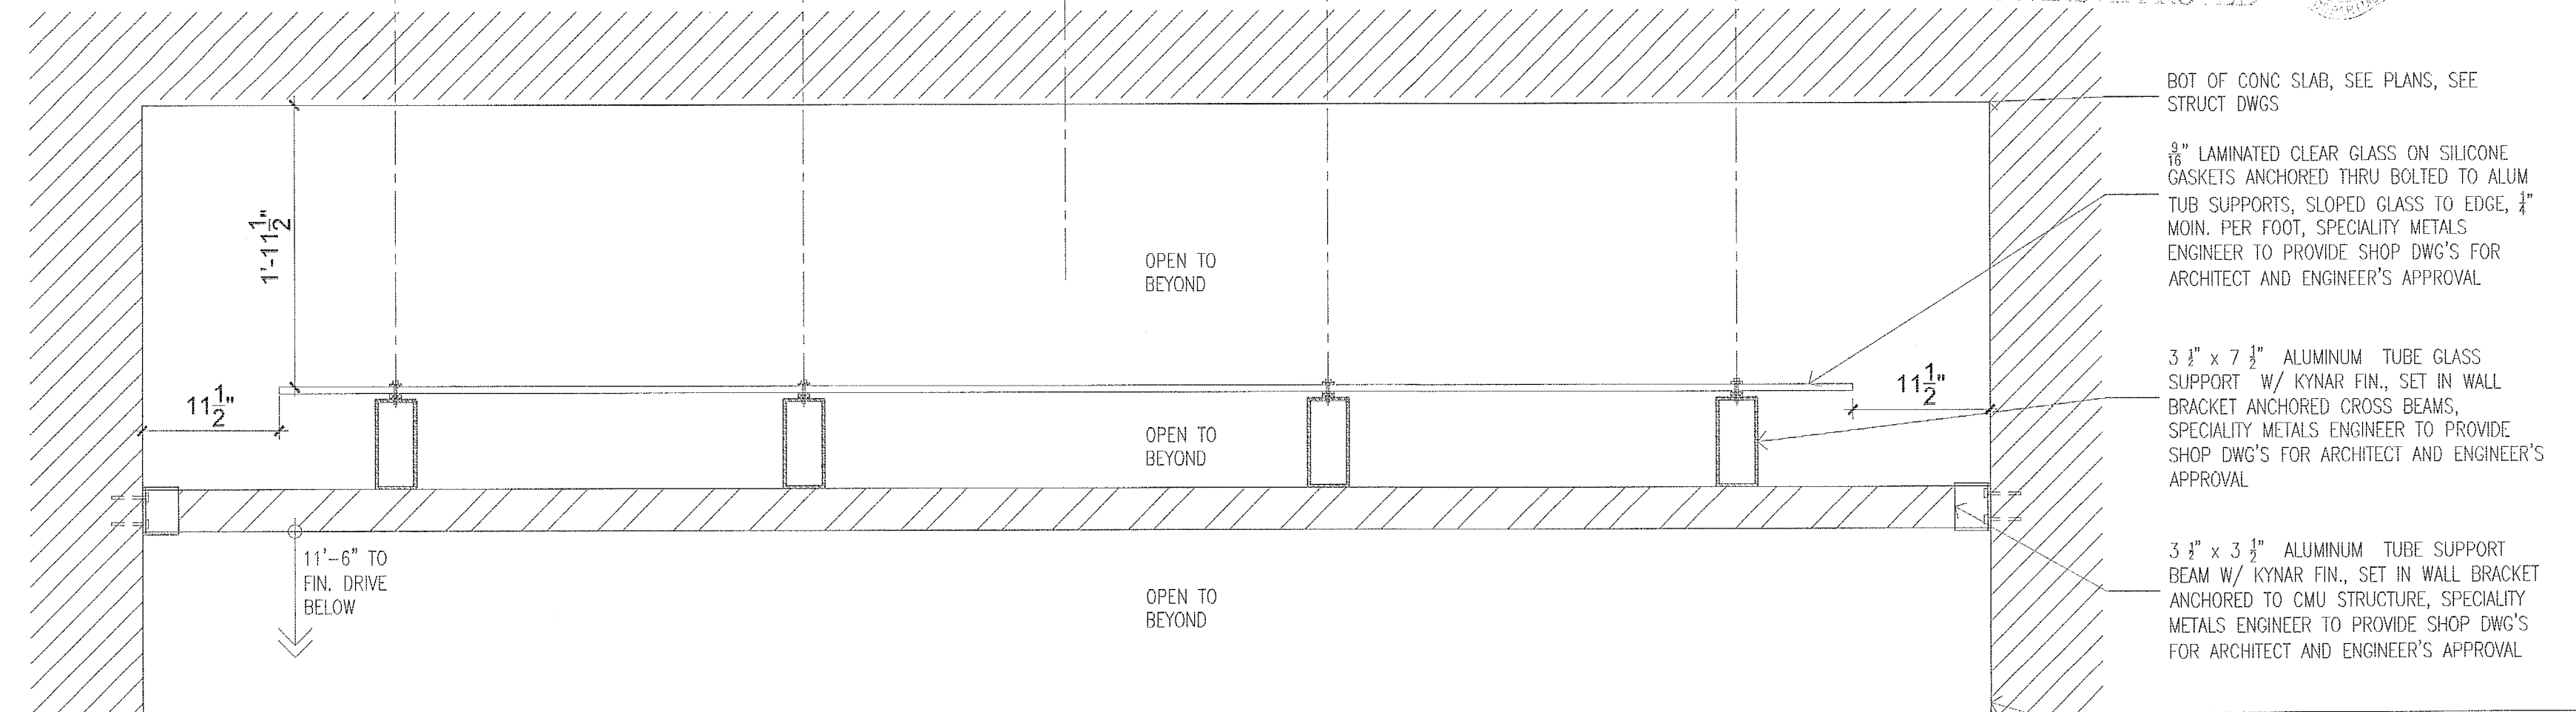 BOT OF CONC SLAB, SEE PLANS, SEE
STRUCT DWGS
9/16" LAMINATED CLEAR GLASS ON SILICONE
GASKETS ANCHORED THRU BOLTED TO ALUM
TUB SUPPORTS, SLOPED GLASS TO EDGE, 1/4"
MOIN. PER FOOT, SPECIALITY METALS
ENGINEER TO PROVIDE SHOP DWG'S FOR
ARCHITECT AND ENGINEER'S APPROVAL
1'-11 1/2"
OPEN TO
BEYOND
11 1/2"
11 1/2"
3 1/2" x 7 1/2" ALUMINUM TUBE GLASS
SUPPORT W/ KYNAR FIN., SET IN WALL
BRACKET ANCHORED CROSS BEAMS,
SPECIALITY METALS ENGINEER TO PROVIDE
SHOP DWG'S FOR ARCHITECT AND ENGINEER'S
APPROVAL
OPEN TO
BEYOND
11'-6" TO
FIN. DRIVE
BELOW
OPEN TO
BEYOND
3 1/2" x 3 1/2" ALUMINUM TUBE SUPPORT
BEAM W/ KYNAR FIN., SET IN WALL BRACKET
ANCHORED TO CMU STRUCTURE, SPECIALITY
METALS ENGINEER TO PROVIDE SHOP DWG'S
FOR ARCHITECT AND ENGINEER'S APPROVAL